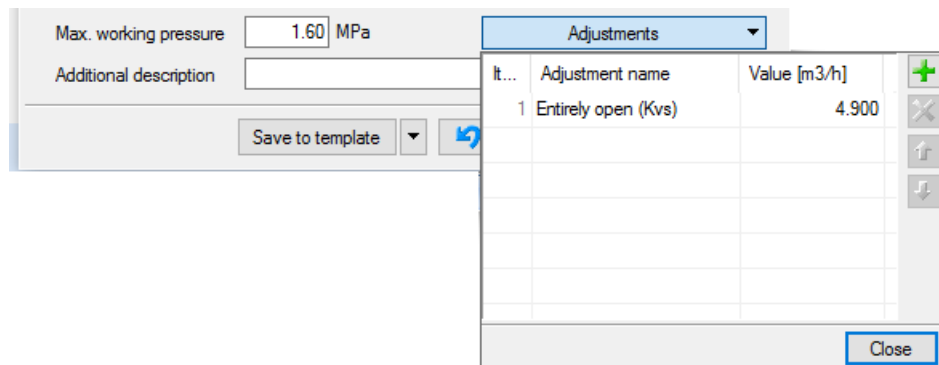 Max. working pressure 1.60 MPa Adjustments
Additional description
It... Adjustment name Value [m3/h]
1 Entirely open (Kvs) 4.900
Save to template
Close